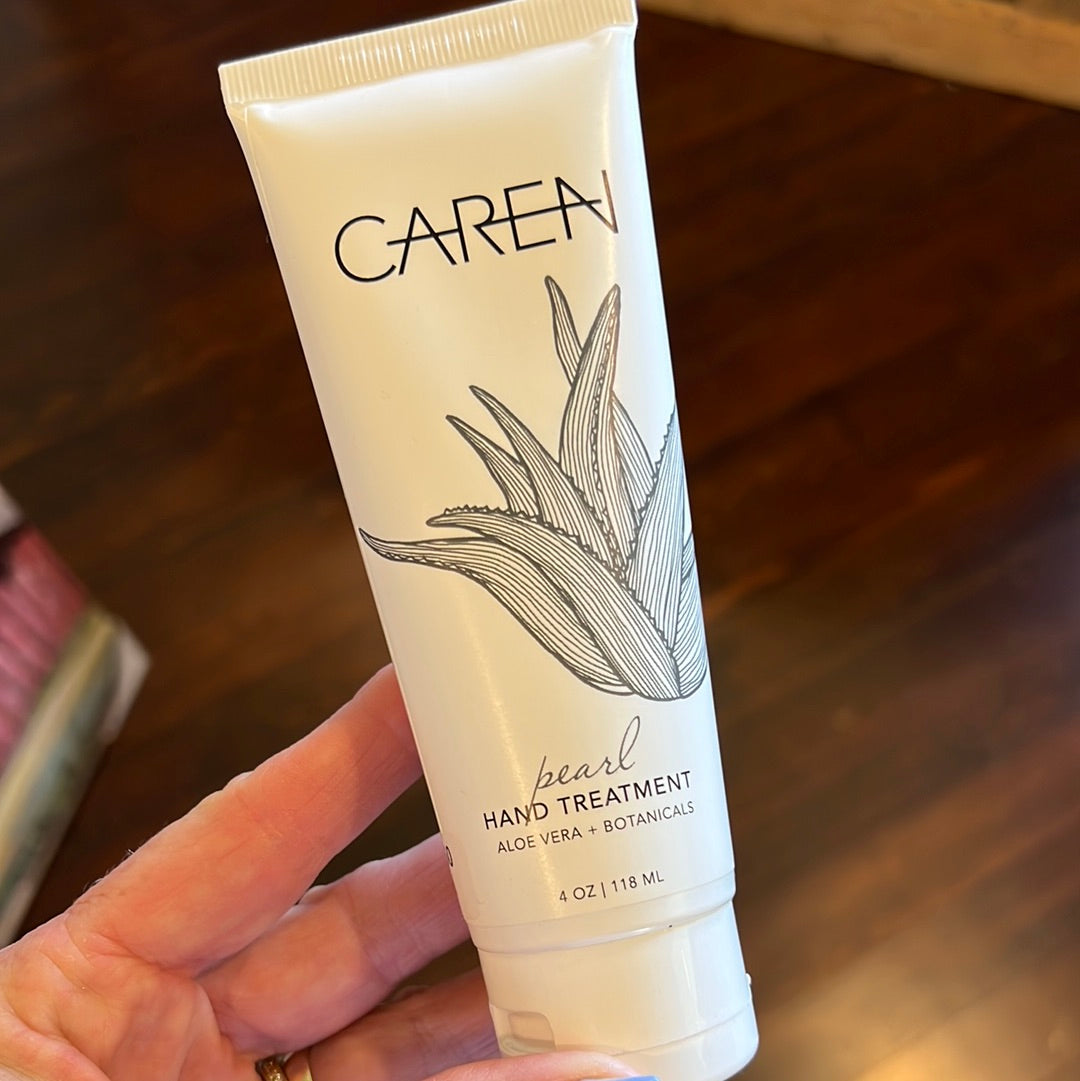 CAREN
pearl
HAND TREATMENT
ALOE VERA + BOTANICALS
4 OZ | 118 ML